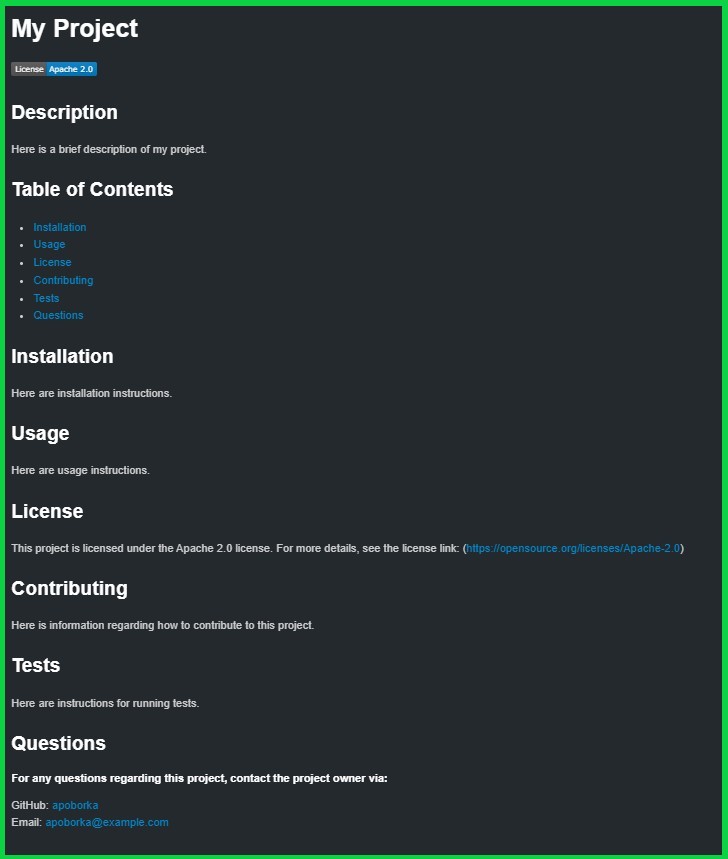 My Project
License Apache 2.0
Description
Here is a brief description of my project.
Table of Contents
Installation
Usage
License
Contributing
Tests
Questions
Installation
Here are installation instructions.
Usage
Here are usage instructions.
License
This project is licensed under the Apache 2.0 license. For more details, see the license link: (https://opensource.org/licenses/Apache-2.0)
Contributing
Here is information regarding how to contribute to this project.
Tests
Here are instructions for running tests.
Questions
For any questions regarding this project, contact the project owner via:
GitHub: apoborka
Email: apoborka@example.com